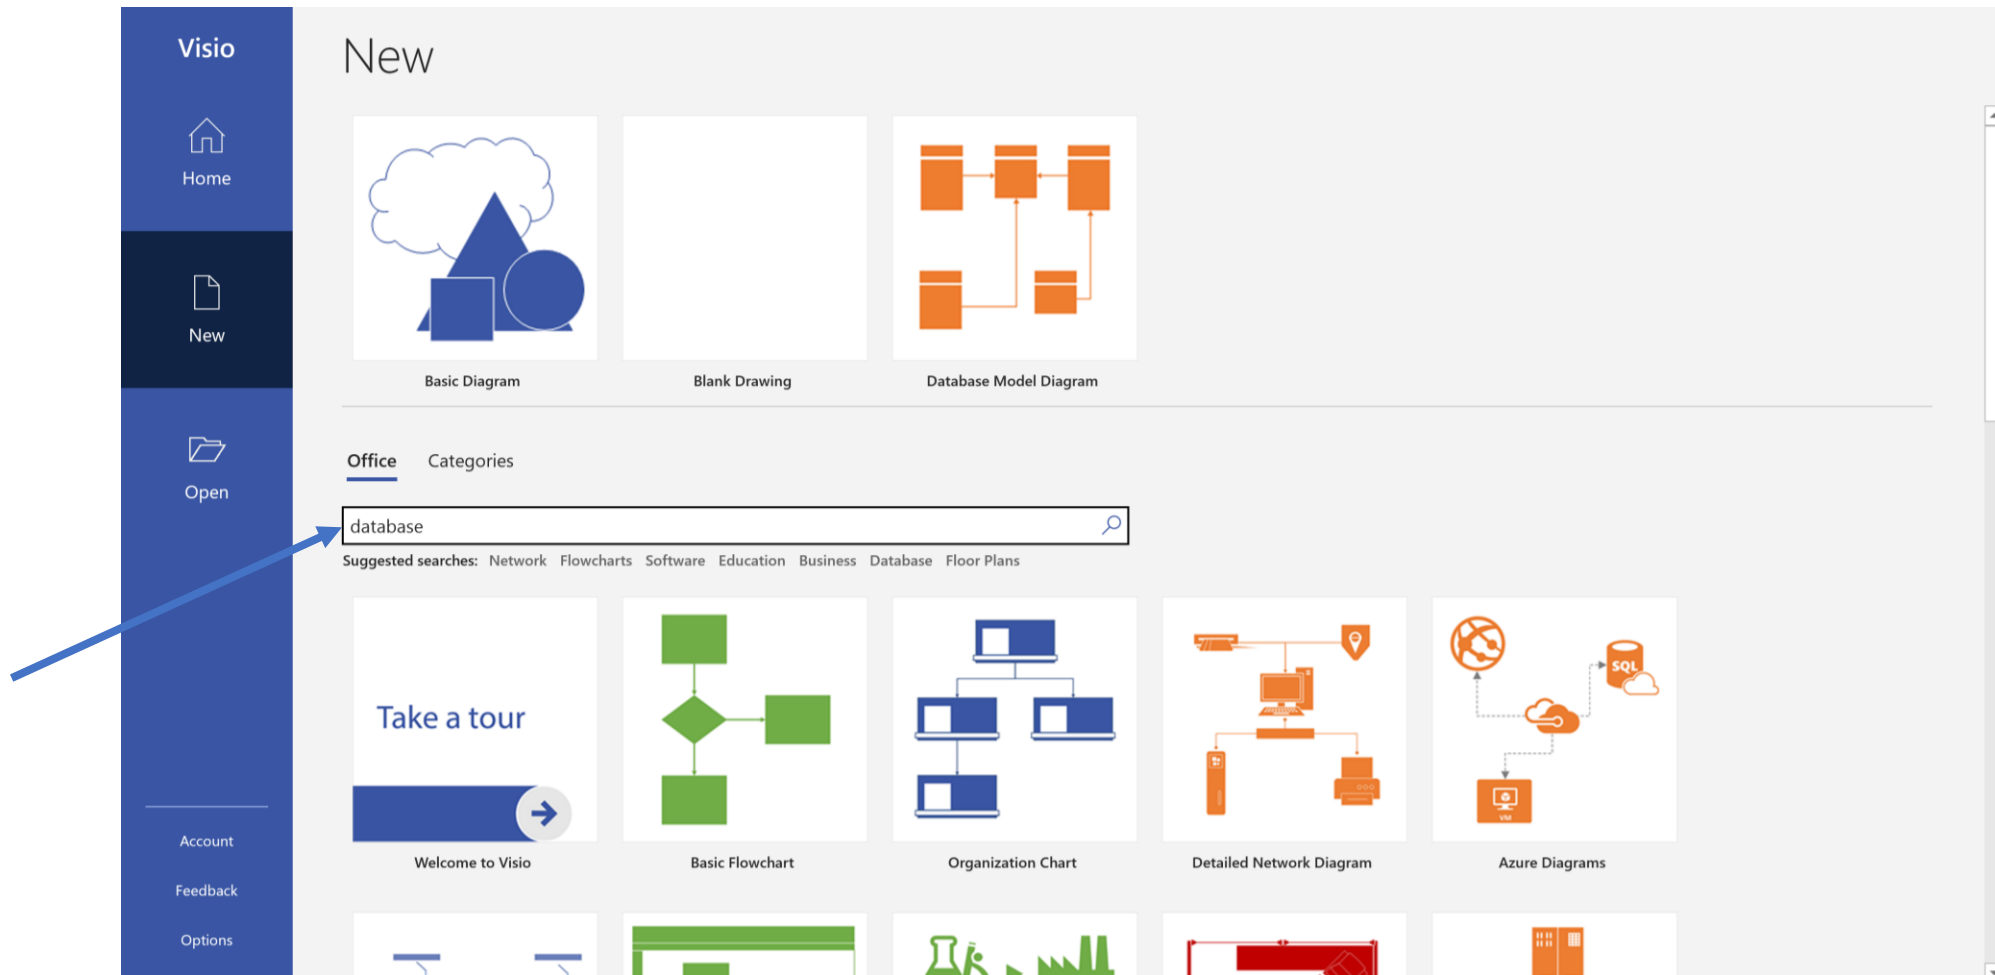 Visio
Home
New
Open
Account
Feedback
Options
New
Basic Diagram
Blank Drawing
Database Model Diagram
Office Categories
database
Suggested searches: Network Flowcharts Software Education Business Database Floor Plans
Take a tour
SQL
VM
Welcome to Visio
Basic Flowchart
Organization Chart
Detailed Network Diagram
Azure Diagrams